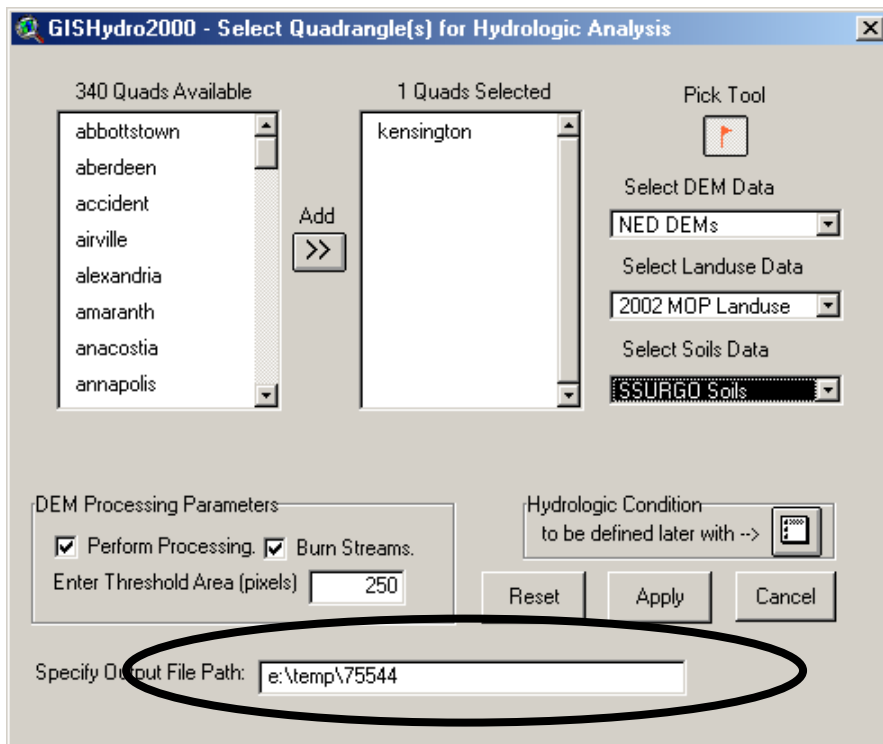 GISHydro2000 - Select Quadrangle(s) for Hydrologic Analysis
340 Quads Available
abbottstown
aberdeen
accident
airville
alexandria
amaranth
anacostia
annapolis
Add
>>
1 Quads Selected
kensington
Pick Tool
Select DEM Data
NED DEMs
Select Landuse Data
2002 MOP Landuse
Select Soils Data
SSURGO Soils
DEM Processing Parameters
Perform Processing. Burn Streams.
Enter Threshold Area (pixels) 250
Hydrologic Condition
to be defined later with -->
Reset Apply Cancel
Specify Output File Path: e:\temp\75544